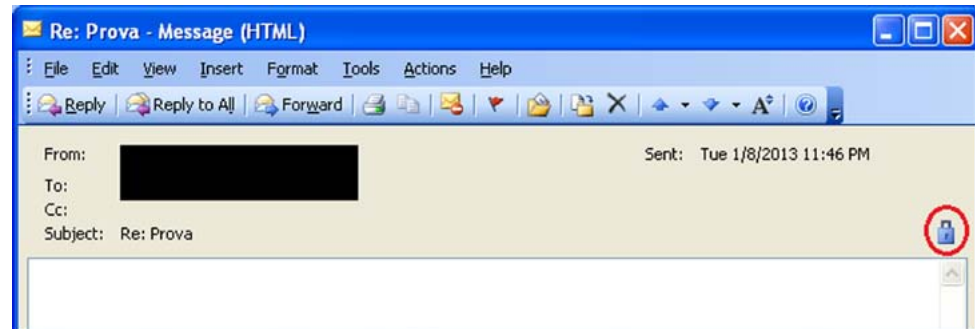 Re: Prova - Message (HTML)
File Edit View Insert Format Tools Actions Help
Reply Reply to All Forward A
From: Sent: Tue 1/8/2013 11:46 PM
To:
Cc:
Subject: Re: Prova